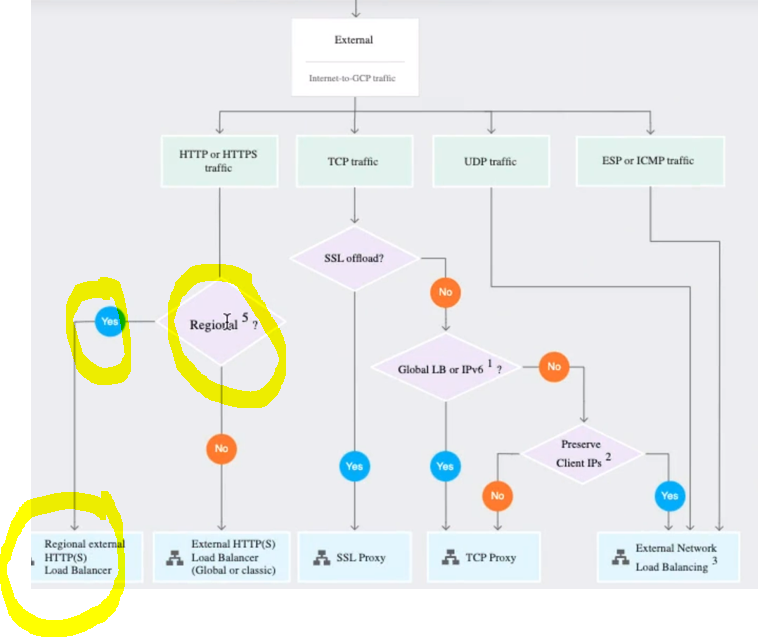 External
Internet-to-GCP traffic
HTTP or HTTPS
traffic
TCP traffic
UDP traffic
ESP or ICMP traffic
SSL offload?
No
Yes
Regional 5 ?
Global LB or IPv6 1 ?
No
Preserve
Client IPs 2
No
Yes
Yes
No
Yes
Regional external
HTTP(S)
Load Balancer
External HTTP(S)
Load Balancer
(Global or classic)
SSL Proxy
TCP Proxy
External Network
Load Balancing 3